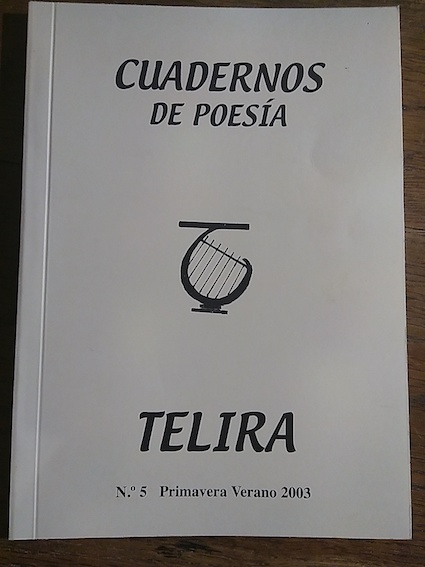 CUADERNOS
DE POESÍA
TELIRA
N.º 5 Primavera Verano 2003